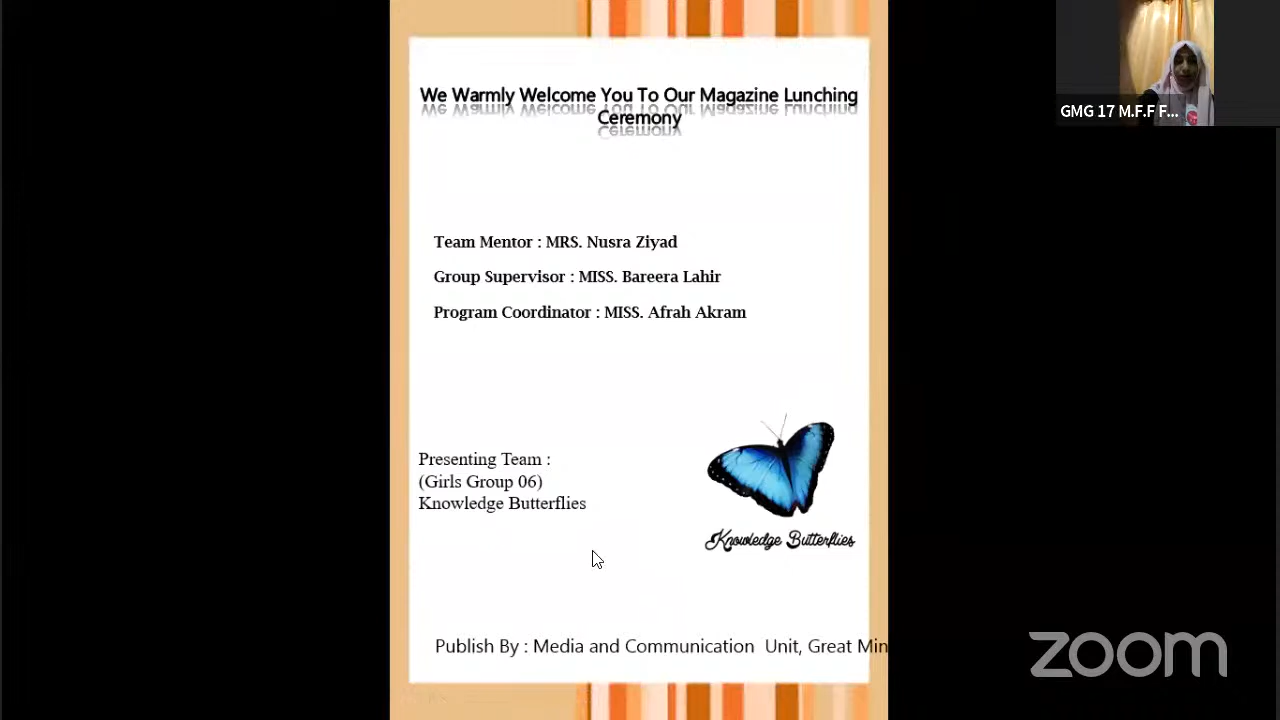 We Warmly Welcome You To Our Magazine Lunching
Ceremony
GMG 17 M.F.F F...
Team Mentor : MRS. Nusra Ziyad
Group Supervisor : MISS. Bareera Lahir
Program Coordinator : MISS. Afrah Akram
Presenting Team :
(Girls Group 06)
Knowledge Butterflies
Knowledge Butterflies
Publish By : Media and Communication Unit, Great Min
zoom